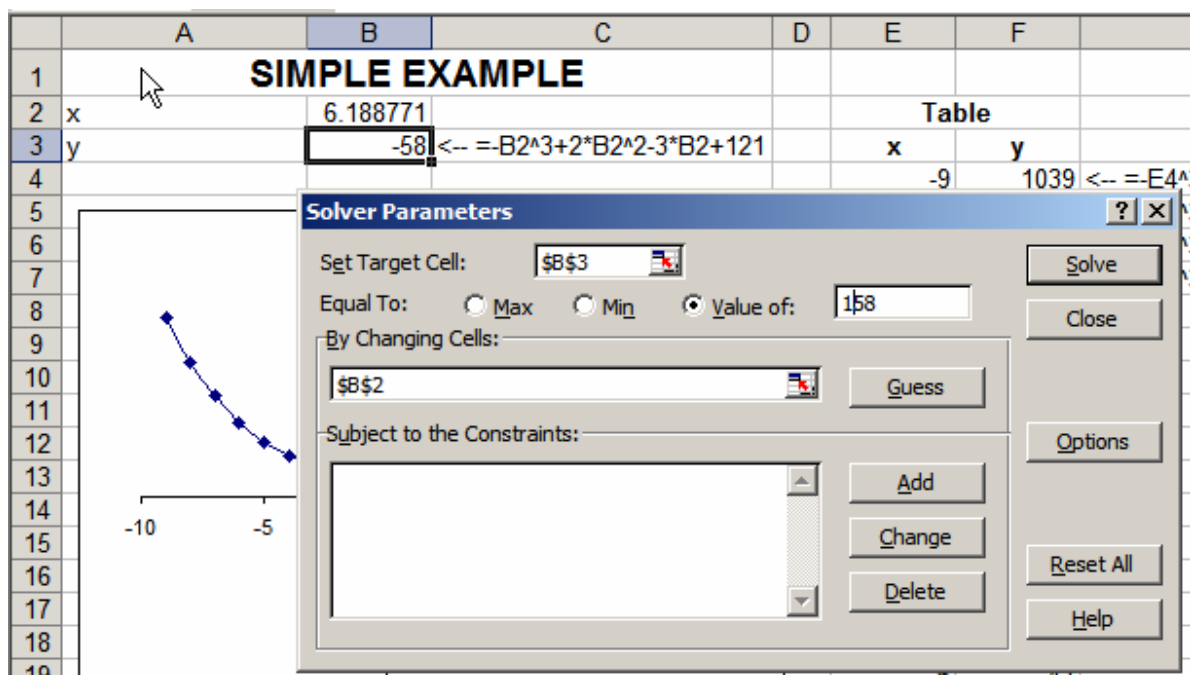 A B C D E F
1 SIMPLE EXAMPLE
2 x 6.188771 Table
3 y -58 <-- =-B2^3+2*B2^2-3*B2+121 x y
4 -9 1039 <-- =-E4^
5
6
7
8
9
10
11
12
13
14
15
16
17
18
19
-10 -5
Solver Parameters
Set Target Cell: $B$3 Solve
Equal To: Max Min Value of: 158 Close
By Changing Cells:
$B$2 Guess
Subject to the Constraints: Options
Add
Change
Delete
Reset All
Help